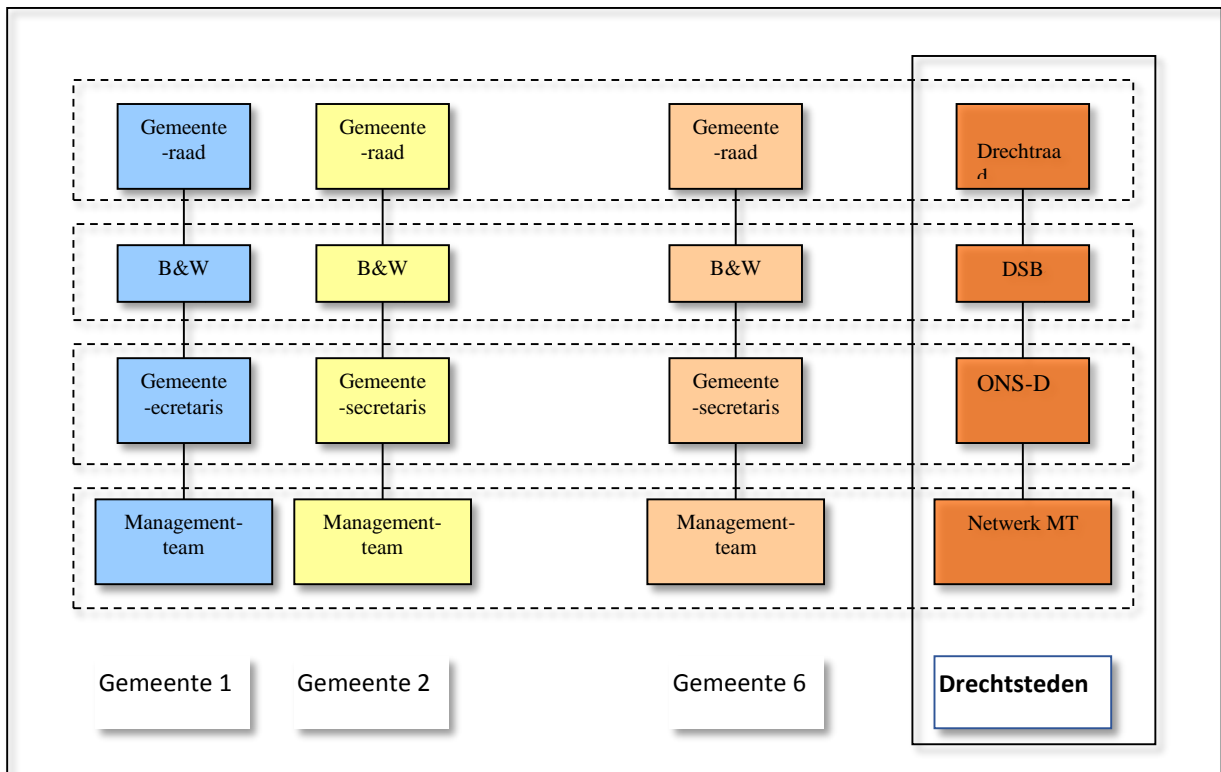 Gemeente
-raad
Gemeente
-raad
Gemeente
-raad
Drechtraa
d
B&W
B&W
B&W
DSB
Gemeente
-ecretaris
Gemeente
-secretaris
Gemeente
-secretaris
ONS-D
Management-
team
Management-
team
Management-
team
Netwerk MT
Gemeente 1
Gemeente 2
Gemeente 6
Drechtsteden